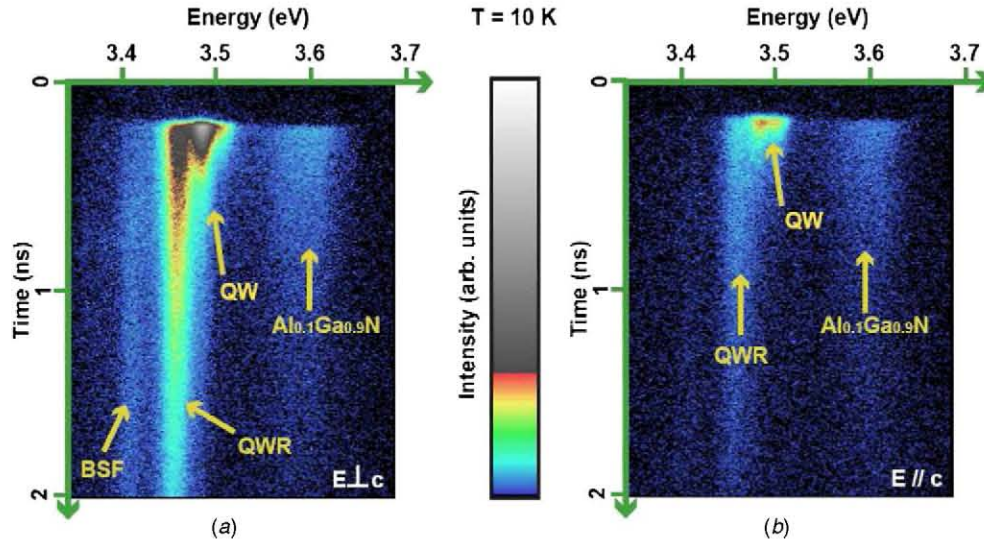 Energy (eV)
T = 10 K
Energy (eV)
3.4 3.5 3.6 3.7
3.4 3.5 3.6 3.7
0
1
2
Time (ns)
QW
Al0.1Ga0.9N
QWR
BSF
E⊥c
(a)
Intensity (arb. units)
0
1
2
Time (ns)
QW
QWR
Al0.1Ga0.9N
E // c
(b)